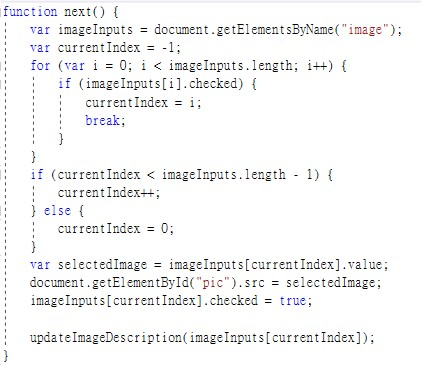 function next() {
    var imageInputs = document.getElementsByName("image");
    var currentIndex = -1;
    for (var i = 0; i < imageInputs.length; i++) {
        if (imageInputs[i].checked) {
            currentIndex = i;
            break;
        }
    }
    if (currentIndex < imageInputs.length - 1) {
        currentIndex++;
    } else {
        currentIndex = 0;
    }
    var selectedImage = imageInputs[currentIndex].value;
    document.getElementById("pic").src = selectedImage;
    imageInputs[currentIndex].checked = true;

    updateImageDescription(imageInputs[currentIndex]);
}